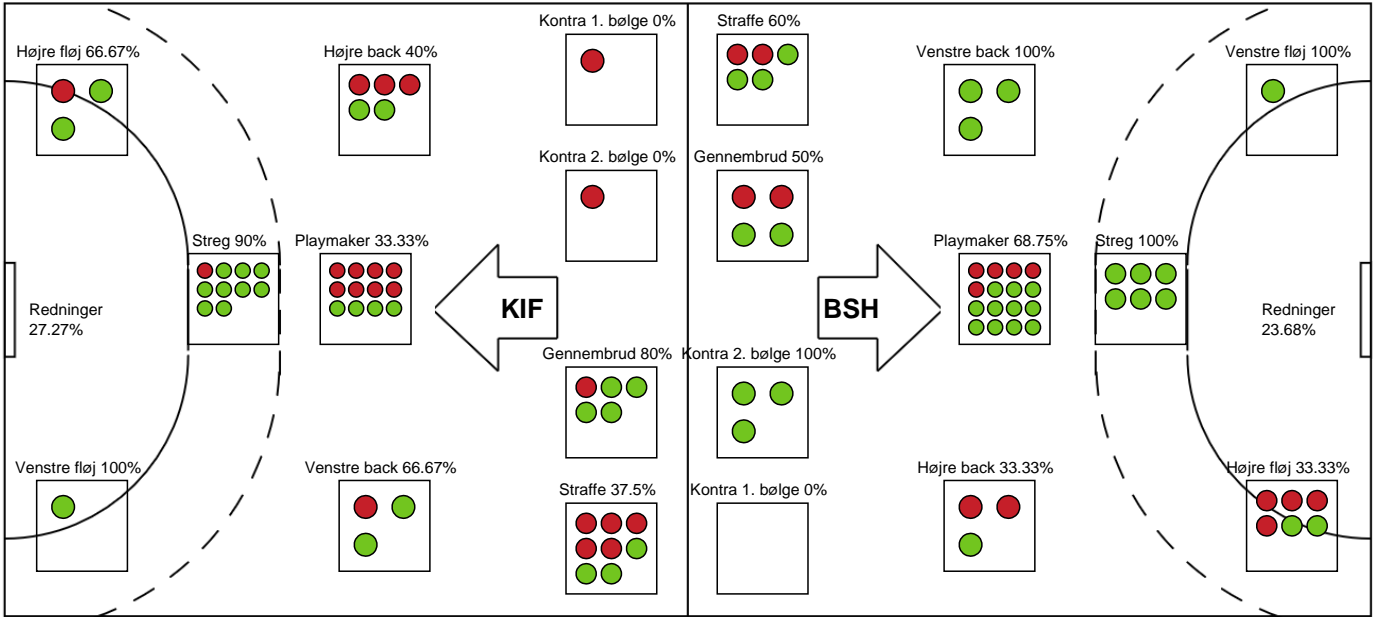 Kontra 1. bølge 0%
Straffe 60%
Højre fløj 66.67%
Højre back 40%
Venstre back 100%
Venstre fløj 100%
Kontra 2. bølge 0%
Gennembrud 50%
Streg 90%
Playmaker 33.33%
Playmaker 68.75%
Streg 100%
Redninger
27.27%
KIF
BSH
Redninger
23.68%
Gennembrud 80%
Kontra 2. bølge 100%
Venstre fløj 100%
Venstre back 66.67%
Højre back 33.33%
Højre fløj 33.33%
Straffe 37.5%
Kontra 1. bølge 0%